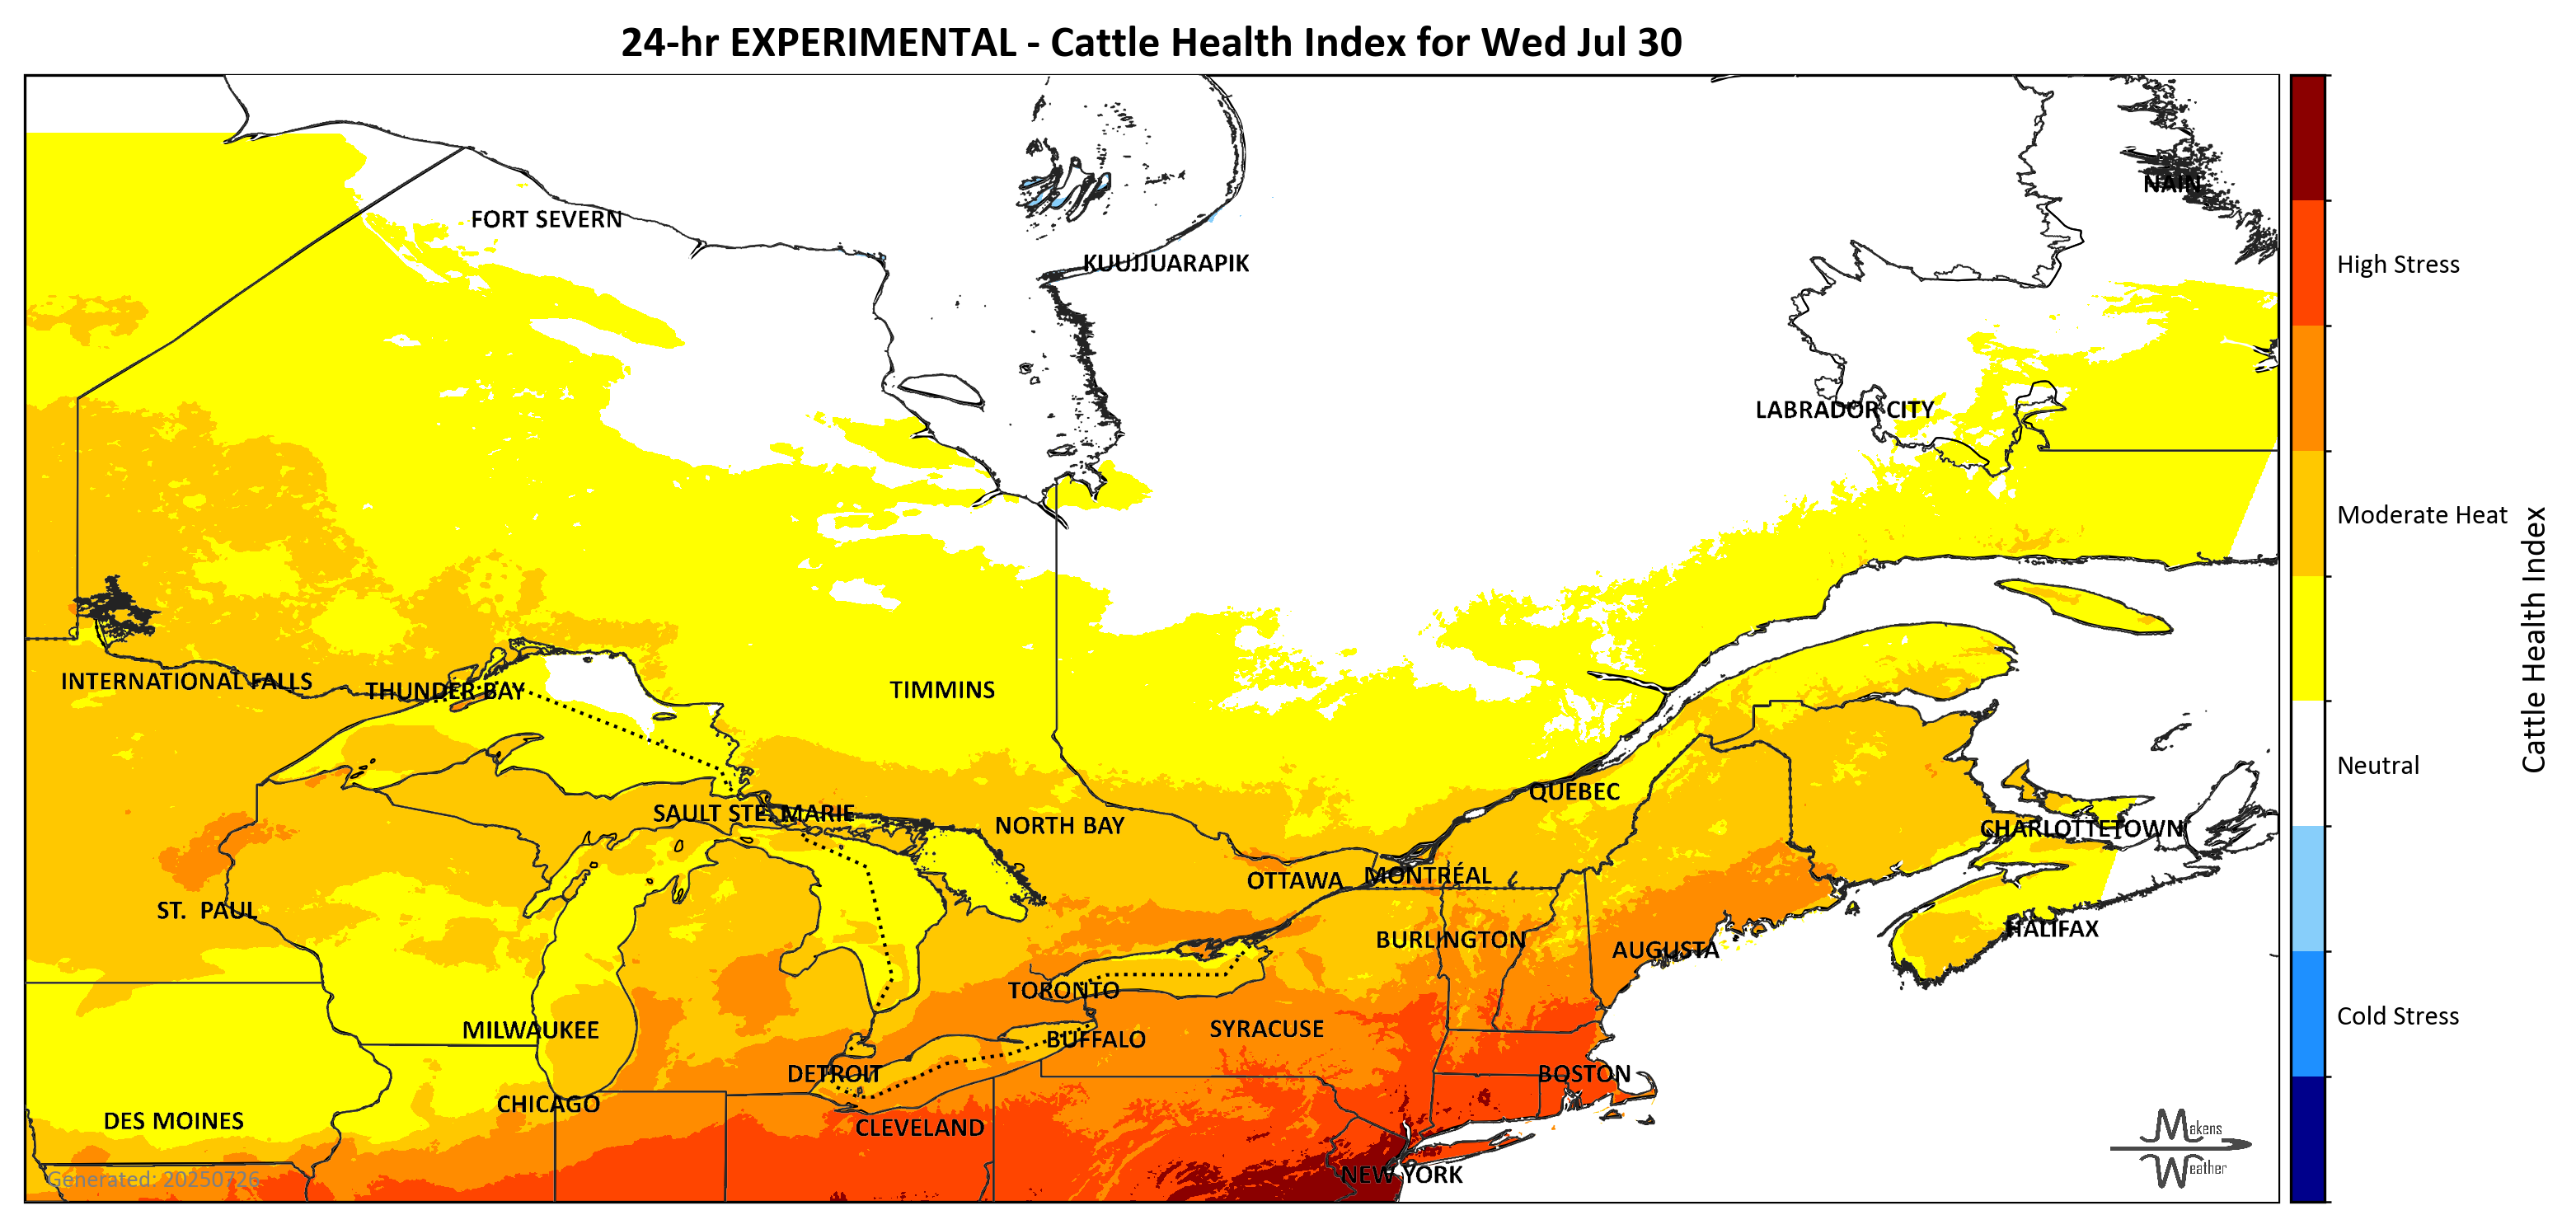 24-hr EXPERIMENTAL - Cattle Health Index for Wed Jul 30
NAIN
FORT SEVERN
KUUJJUARAPIK
High Stress
LABRADOR CITY
Moderate Heat
Cattle Health Index
INTERNATIONAL FALLS
THUNDER BAY
TIMMINS
Neutral
QUEBEC
SAULT STE. MARIE
NORTH BAY
CHARLOTTETOWN
OTTAWA
MONTRÉAL
ST. PAUL
HALIFAX
BURLINGTON
AUGUSTA
TORONTO
MILWAUKEE
BUFFALO
SYRACUSE
Cold Stress
DETROIT
BOSTON
CHICAGO
DES MOINES
CLEVELAND
Makens
Weather
NEW YORK
Generated: 20250726